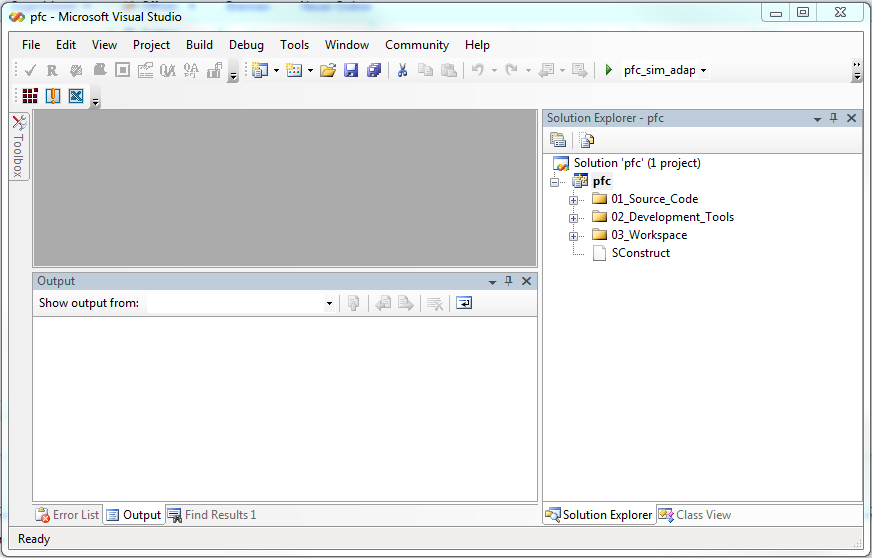 pfc - Microsoft Visual Studio
File Edit View Project Build Debug Tools Window Community Help
pfc_sim_adap
Toolbox
Solution Explorer - pfc
Solution 'pfc' (1 project)
pfc
01_Source_Code
02_Development_Tools
03_Workspace
SConstruct
Output
Show output from:
Error List Output Find Results 1
Solution Explorer Class View
Ready